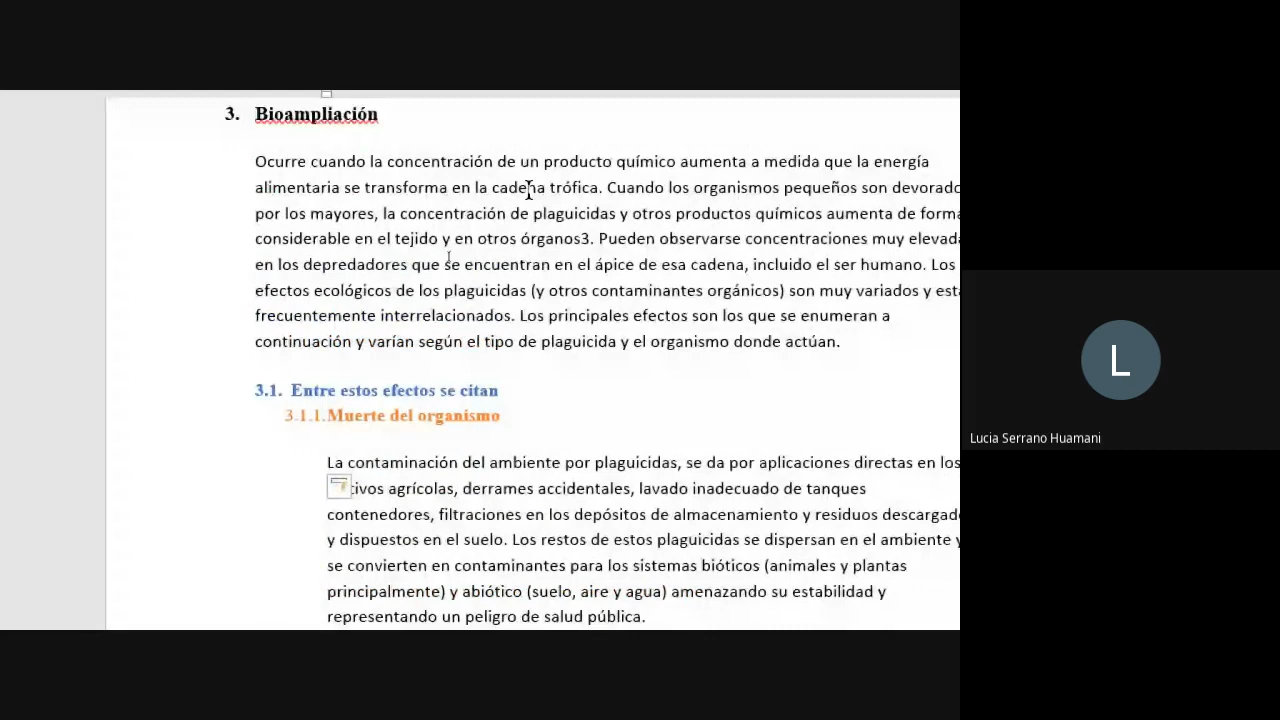 3. Bioampliación
Ocurre cuando la concentración de un producto químico aumenta a medida que la energía
alimentaria se transforma en la cadena trófica. Cuando los organismos pequeños son devorado
por los mayores, la concentración de plaguicidas y otros productos químicos aumenta de forma
considerable en el tejido y en otros órganos3. Pueden observarse concentraciones muy elevada
en los depredadores que se encuentran en el ápice de esa cadena, incluido el ser humano. Los
efectos ecológicos de los plaguicidas (y otros contaminantes orgánicos) son muy variados y est
frecuentemente interrelacionados. Los principales efectos son los que se enumeran a
continuación y varían según el tipo de plaguicida y el organismo donde actúan.
3.1. Entre estos efectos se citan
3.1.1. Muerte del organismo
La contaminación del ambiente por plaguicidas, se da por aplicaciones directas en los
tivos agrícolas, derrames accidentales, lavado inadecuado de tanques
contenedores, filtraciones en los depósitos de almacenamiento y residuos descargad
y dispuestos en el suelo. Los restos de estos plaguicidas se dispersan en el ambiente y
se convierten en contaminantes para los sistemas bióticos (animales y plantas
principalmente) y abiótico (suelo, aire y agua) amenazando su estabilidad y
representando un peligro de salud pública.
L
Lucia Serrano Huamani